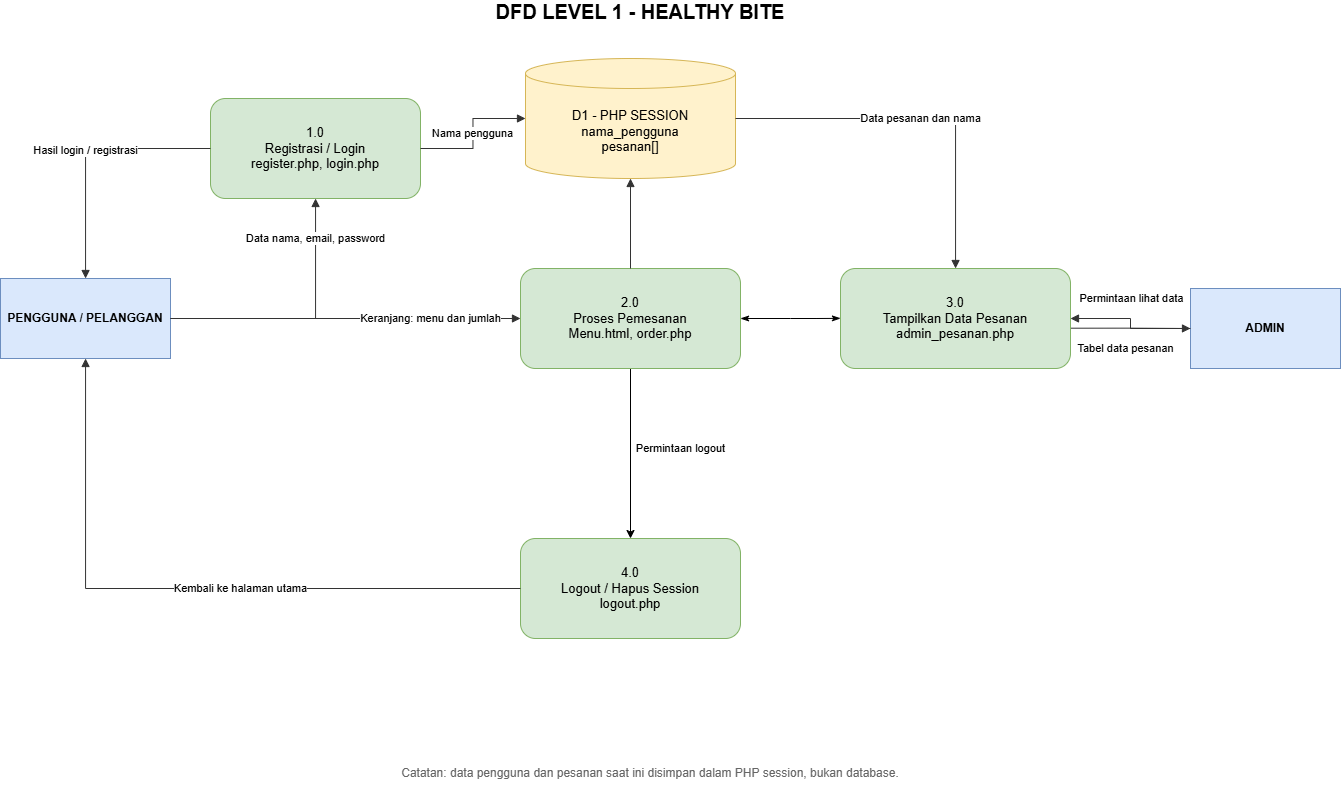 DFD LEVEL 1 - HEALTHY BITE
D1 - PHP SESSION
nama_pengguna
pesanan[]
1.0
Registrasi / Login
register.php, login.php
Nama pengguna
Data pesanan dan nama
Hasil login / registrasi
Data nama, email, password
PENGGUNA / PELANGGAN
Keranjang: menu dan jumlah
2.0
Proses Pemesanan
Menu.html, order.php
3.0
Tampilkan Data Pesanan
admin_pesanan.php
Permintaan lihat data
Tabel data pesanan
ADMIN
Permintaan logout
4.0
Logout / Hapus Session
logout.php
Kembali ke halaman utama
Catatan: data pengguna dan pesanan saat ini disimpan dalam PHP session, bukan database.